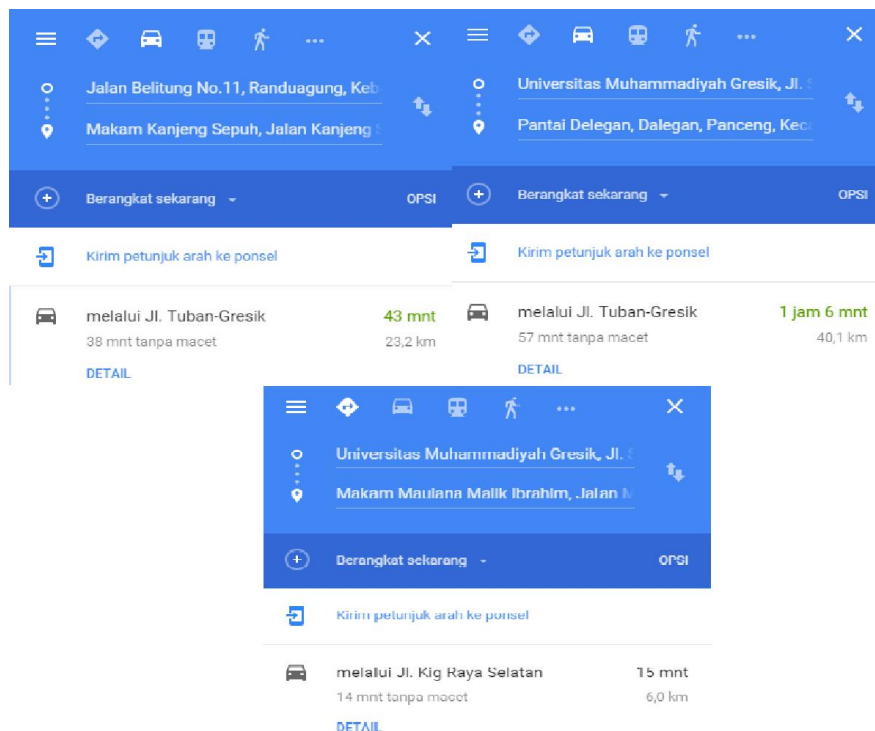 Jalan Belitung No.11, Randuagung, Keb
Makam Kanjeng Sepuh, Jalan Kanjeng S
Berangkat sekarang
OPSI
Kirim petunjuk arah ke ponsel
melalui Jl. Tuban-Gresik 43 mnt
38 mnt tanpa macet 23,2 km
DETAIL
Universitas Muhammadiyah Gresik, Jl. S
Pantai Delegan, Dalegan, Panceng, Keca
Berangkat sekarang
OPSI
Kirim petunjuk arah ke ponsel
melalui Jl. Tuban-Gresik 1 jam 6 mnt
57 mnt tanpa macet 40,1 km
DETAIL
Universitas Muhammadiyah Gresik, Jl. S
Makam Maulana Malik Ibrahim, Jalan M
Berangkat sekarang
OPSI
Kirim petunjuk arah ke ponsel
melalui Jl. Kig Raya Selatan 15 mnt
14 mnt tanpa macet 6,0 km
DETAIL